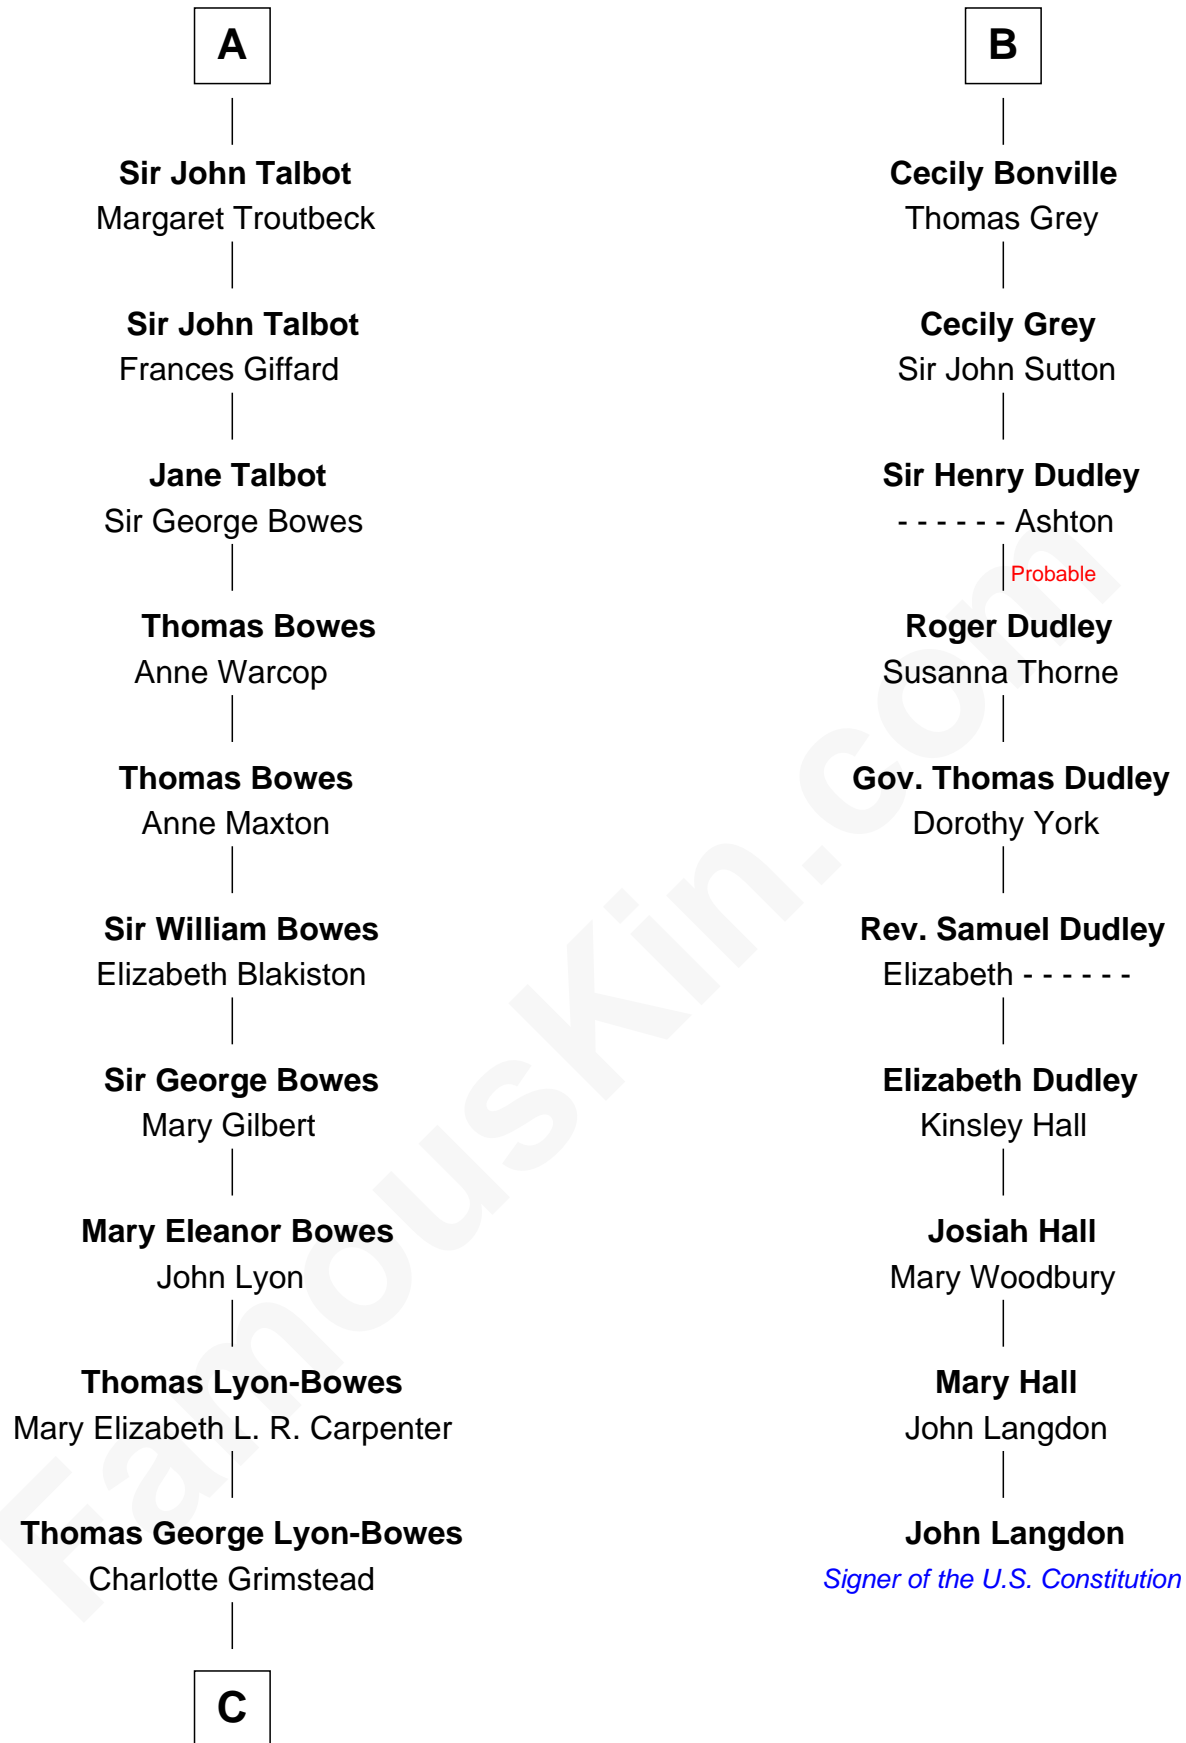 A
Sir John Talbot
Margaret Troutbeck
Sir John Talbot
Frances Giffard
Jane Talbot
Sir George Bowes
Thomas Bowes
Anne Warcop
Thomas Bowes
Anne Maxton
Sir William Bowes
Elizabeth Blakiston
Sir George Bowes
Mary Gilbert
Mary Eleanor Bowes
John Lyon
Thomas Lyon-Bowes
Mary Elizabeth L. R. Carpenter
Thomas George Lyon-Bowes
Charlotte Grimstead
C
B
Cecily Bonville
Thomas Grey
Cecily Grey
Sir John Sutton
Sir Henry Dudley
- - - - - - Ashton
Probable
Roger Dudley
Susanna Thorne
Gov. Thomas Dudley
Dorothy York
Rev. Samuel Dudley
Elizabeth - - - - - -
Elizabeth Dudley
Kinsley Hall
Josiah Hall
Mary Woodbury
Mary Hall
John Langdon
John Langdon
Signer of the U.S. Constitution
FamousKin.com